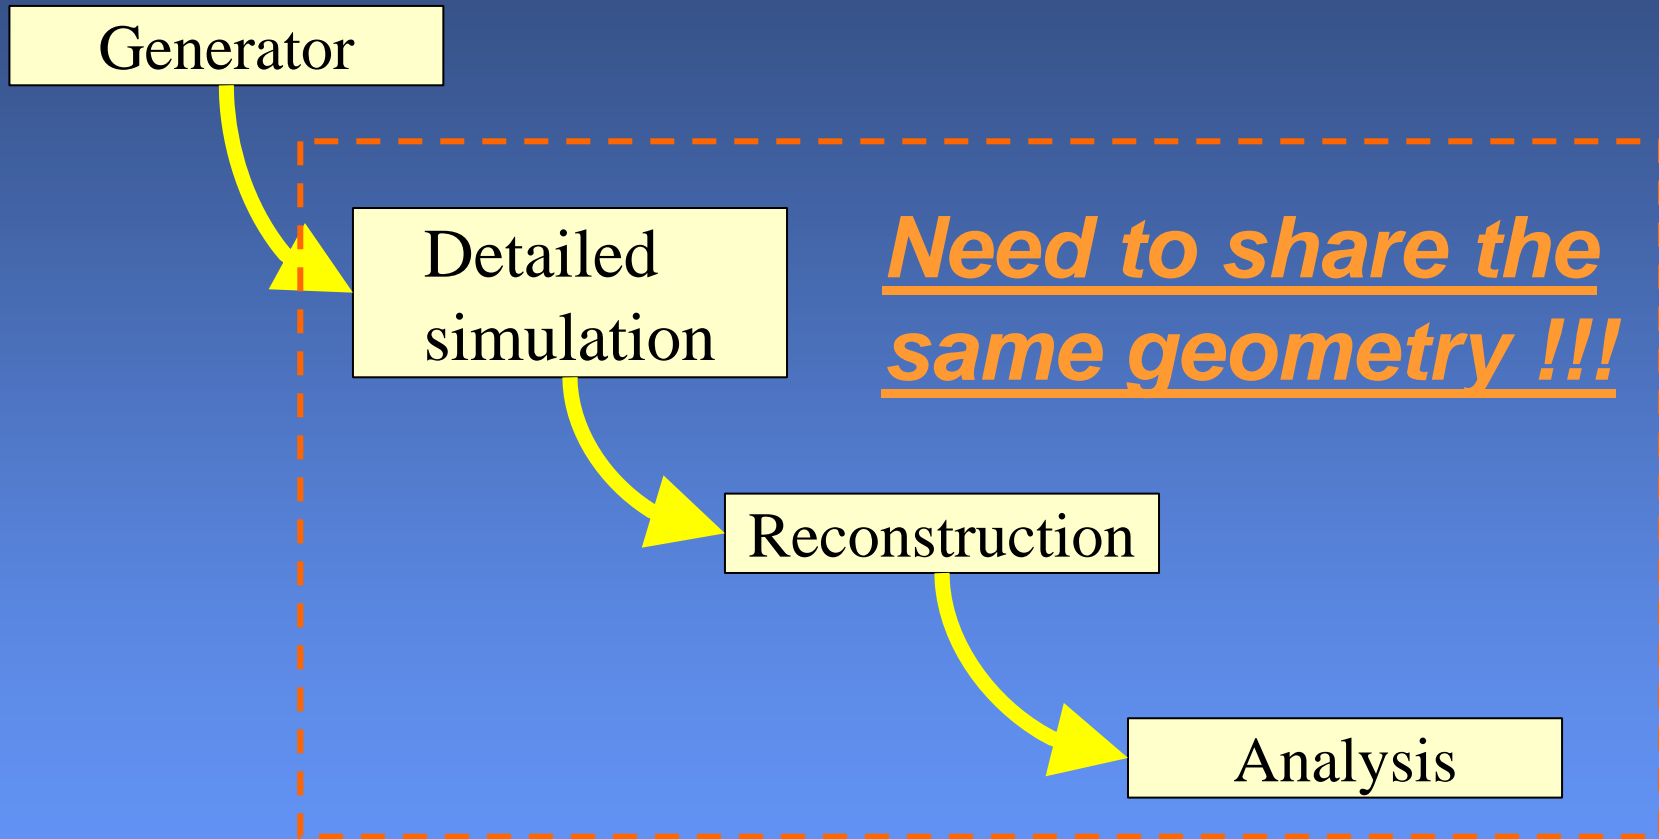 Generator
Detailed
simulation
Need to share the
same geometry !!!
Reconstruction
Analysis